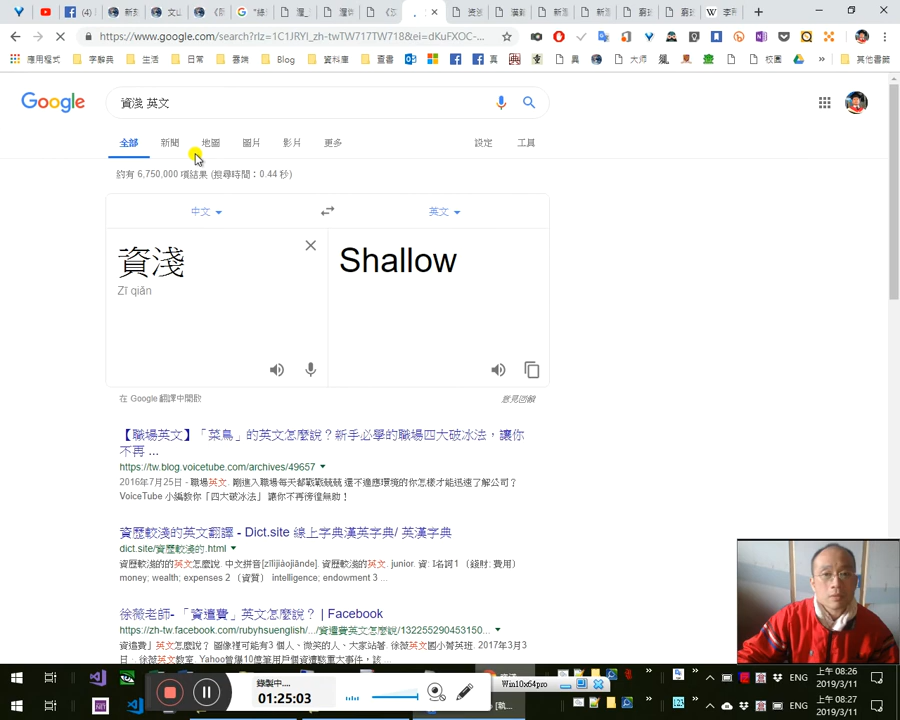 https://www.google.com/search?rlz=1C1JRYI_zh-twTW717TW718&ei=dKuFXOC-...
應用程式
生活
日常
雲端
Blog
資料庫
查書
真
大師
校園
其他書籤
Google
資淺 英文
全部
新聞
地圖
圖片
影片
更多
設定
工具
約有 6,750,000 項結果 (搜尋時間：0.44 秒)
中文
英文
資淺
Zī qiǎn
Shallow
在 Google 翻譯中開啟
意見回饋
【職場英文】「菜鳥」的英文怎麼說？新手必學的職場四大破冰法，讓你
不再 ...
https://tw.blog.voicetube.com/archives/49657
2016年7月25日 - 職場英文. 剛進入職場每天都戰戰兢兢 還不適應環境的你怎樣才能迅速了解公司？
VoiceTube 小編教你「四大破冰法」 讓你不再徬徨無助！
資歷較淺的英文翻譯 - Dict.site 線上字典漢英字典/ 英漢字典
dict.site/資歷較淺的.html
資歷較淺的的英文怎麼說. 中文拼音[zīlìjiàojiǎnde]. 資歷較淺的英文. junior. 資. Ⅰ名詞1 （錢財; 費用）
money; wealth; expenses 2 （資質） intelligence; endowment 3 ...
徐薇老師- 「資遣費」英文怎麼說？ | Facebook
https://zh-tw.facebook.com/rubyhsuenglish/.../資遣費英文怎麼說/132255290453150...
資遣費」英文怎麼說？ 圖像裡可能有3 個人、微笑的人、大家站著. 徐薇國小菁英班. 2017年3月3
日 ·. 徐薇教室. Yahoo曾爆10億筆用戶個資遭駭重大事件，該 ...
錄製中....
01:25:03
Win10x64pro
ENG
上午 08:26
2019/3/11
ENG
上午 08:27
2019/3/11